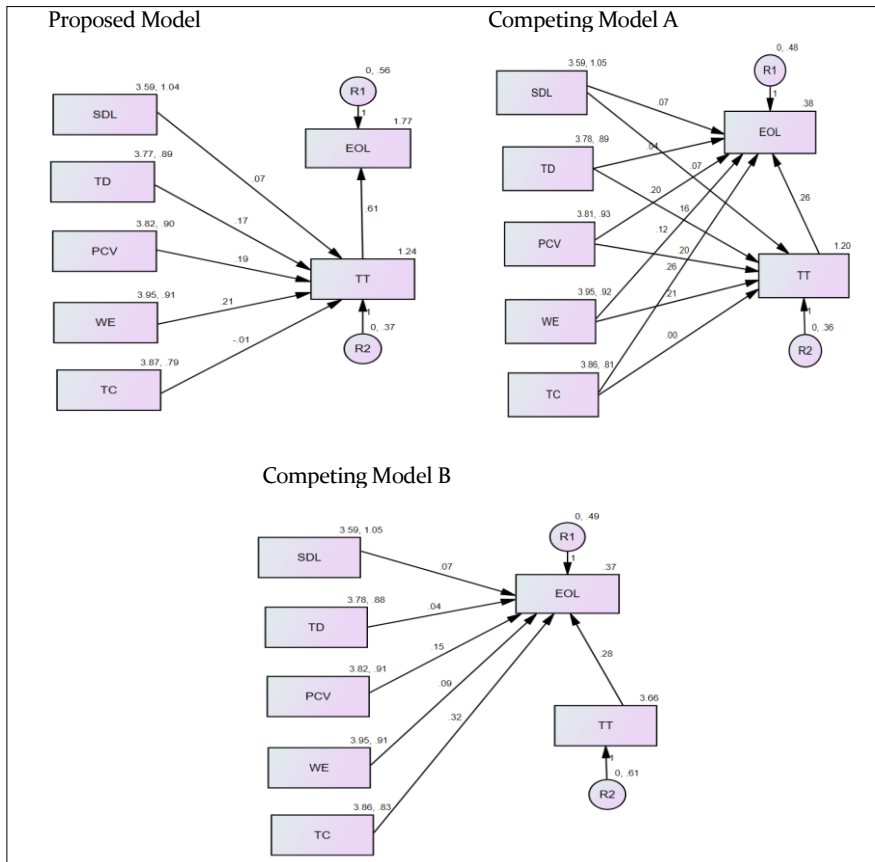 Proposed Model
0, .56
R1
1
1.77
EOL
3.59, 1.04
SDL
3.77, .89
TD
3.82, .90
PCV
3.95, .91
WE
3.87, .79
TC
.07
.17
.19
.21
-.01
.61
1.24
TT
1
0, .37
R2
Competing Model A
0, .48
R1
1
.38
EOL
3.59, 1.05
SDL
3.78, .89
TD
3.81, .93
PCV
3.95, .92
WE
3.86, .81
TC
.07
.04
.07
.20
.16
.12
.20
.26
.21
.00
.26
1.20
TT
1
0, .36
R2
Competing Model B
0, .49
R1
1
.37
EOL
3.59, 1.05
SDL
3.78, .88
TD
3.82, .91
PCV
3.95, .91
WE
3.86, .83
TC
.07
.04
.15
.09
.32
.28
3.66
TT
1
0, .61
R2